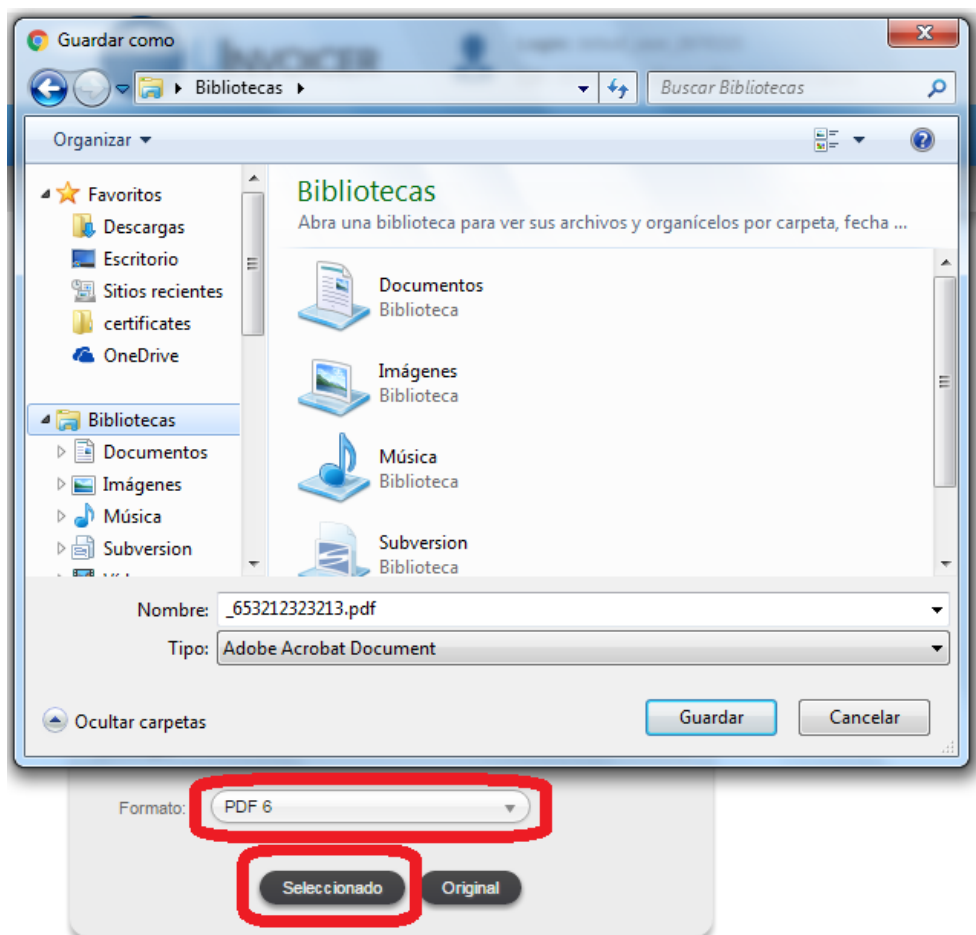 Guardar como
INVOICER
Bibliotecas
Buscar Bibliotecas
Organizar
Favoritos
Descargas
Escritorio
Sitios recientes
certificates
OneDrive
Bibliotecas
Documentos
Imágenes
Música
Subversion
Bibliotecas
Abra una biblioteca para ver sus archivos y organícelos por carpeta, fecha ...
Documentos
Biblioteca
Imágenes
Biblioteca
Música
Biblioteca
Subversion
Biblioteca
Nombre: _653212323213.pdf
Tipo: Adobe Acrobat Document
Ocultar carpetas
Guardar
Cancelar
Formato: PDF 6
Seleccionado
Original